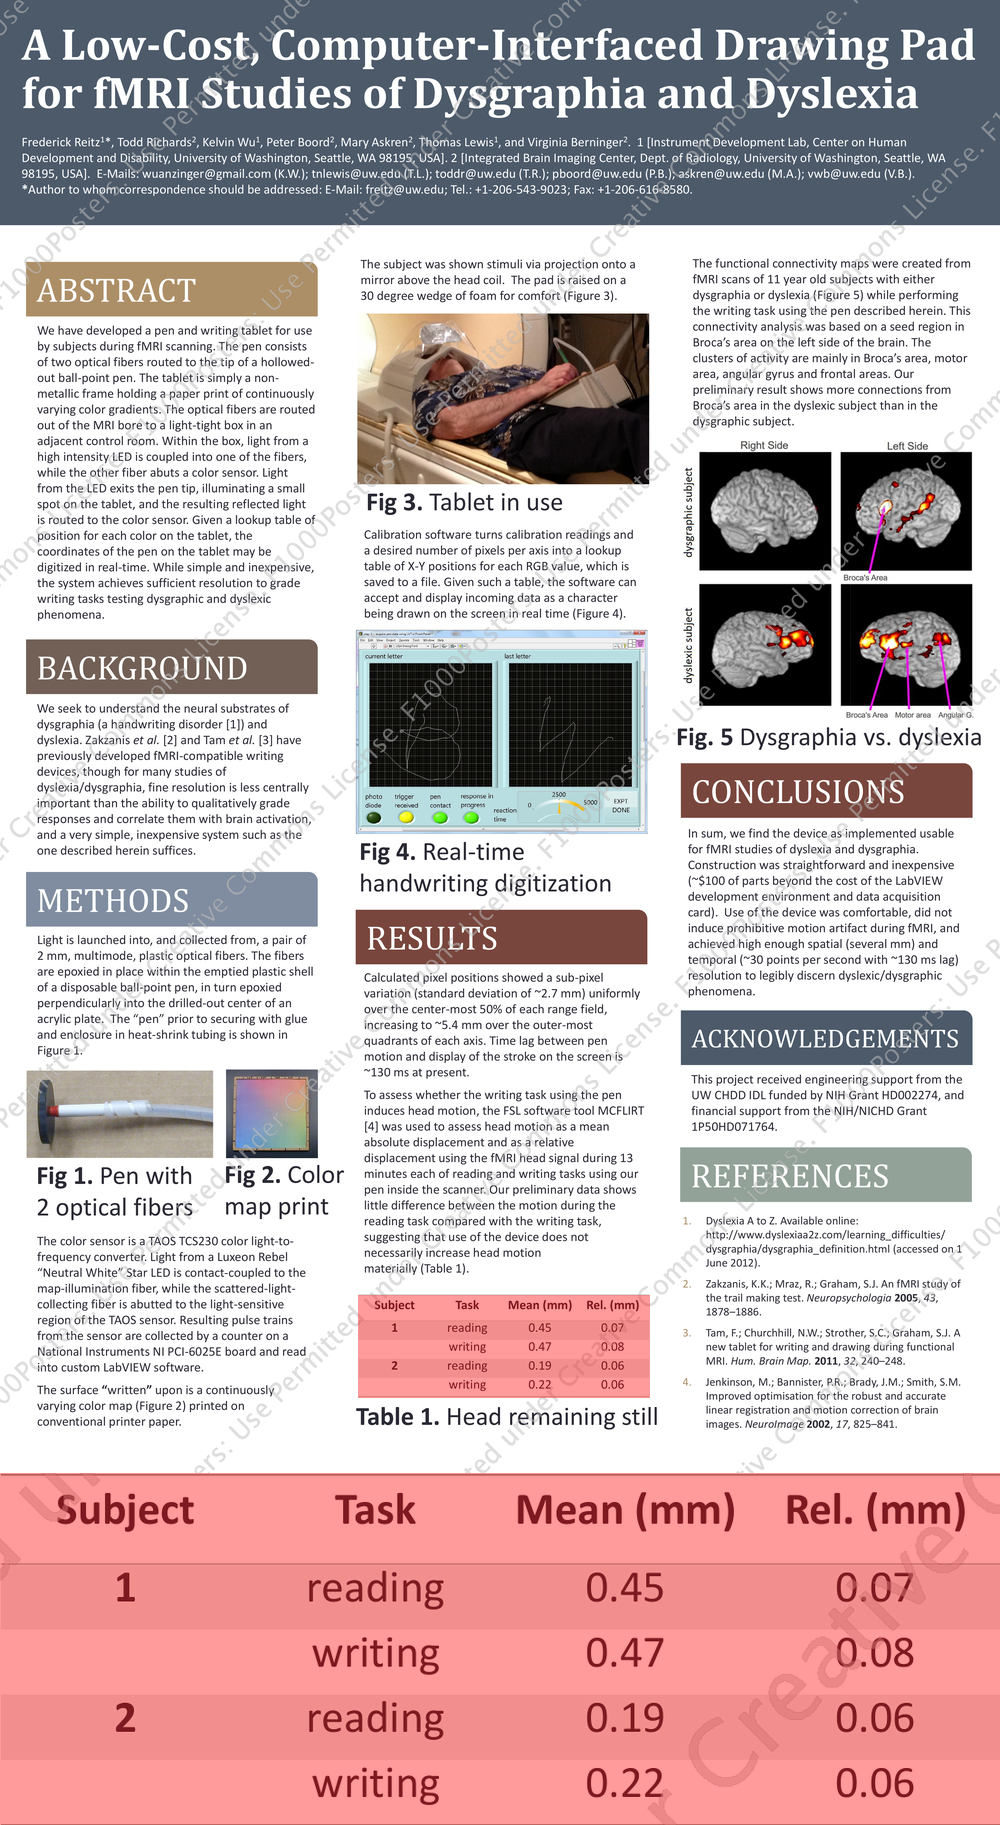 A Low-Cost, Computer-Interfaced Drawing Pad
for fMRI Studies of Dysgraphia and Dyslexia
Frederick Reitz¹*, Todd Richards², Kelvin Wu¹, Peter Boord², Mary Askren², Thomas Lewis¹, and Virginia Berninger². 1 [Instrument Development Lab, Center on Human
Development and Disability, University of Washington, Seattle, WA 98195, USA]. 2 [Integrated Brain Imaging Center, Dept. of Radiology, University of Washington, Seattle, WA
98195, USA]. E-Mails: wuanzinger@gmail.com (K.W.); tnlewis@uw.edu (T.L.); toddr@uw.edu (T.R.); pboord@uw.edu (P.B.); askren@uw.edu (M.A.); vwb@uw.edu (V.B.).
*Author to whom correspondence should be addressed: E-Mail: freitz@uw.edu; Tel.: +1-206-543-9023; Fax: +1-206-616-8580.
ABSTRACT
We have developed a pen and writing tablet for use
by subjects during fMRI scanning. The pen consists
of two optical fibers routed to the tip of a hollowed-
out ball-point pen. The tablet is simply a non-
metallic frame holding a paper print of continuously
varying color gradients. The optical fibers are routed
out of the MRI bore to a light-tight box in an
adjacent control room. Within the box, light from a
high intensity LED is coupled into one of the fibers,
while the other fiber abuts a color sensor. Light
from the LED exits the pen tip, illuminating a small
spot on the tablet, and the resulting reflected light
is routed to the color sensor. Given a lookup table of
position for each color on the tablet, the
coordinates of the pen on the tablet may be
digitized in real-time. While simple and inexpensive,
the system achieves sufficient resolution to grade
writing tasks testing dysgraphic and dyslexic
phenomena.
BACKGROUND
We seek to understand the neural substrates of
dysgraphia (a handwriting disorder [1]) and
dyslexia. Zakzanis et al. [2] and Tam et al. [3] have
previously developed fMRI-compatible writing
devices, though for many studies of
dyslexia/dysgraphia, fine resolution is less centrally
important than the ability to qualitatively grade
responses and correlate them with brain activation,
and a very simple, inexpensive system such as the
one described herein suffices.
METHODS
Light is launched into, and collected from, a pair of
2 mm, multimode, plastic optical fibers. The fibers
are epoxied in place within the emptied plastic shell
of a disposable ball-point pen, in turn epoxied
perpendicularly into the drilled-out center of an
acrylic plate. The “pen” prior to securing with glue
and enclosure in heat-shrink tubing is shown in
Figure 1.
Fig 1. Pen with
2 optical fibers
Fig 2. Color
map print
The color sensor is a TAOS TCS230 color light-to-
frequency converter. Light from a Luxeon Rebel
“Neutral White” Star LED is contact-coupled to the
map-illumination fiber, while the scattered-light-
collecting fiber is abutted to the light-sensitive
region of the TAOS sensor. Resulting pulse trains
from the sensor are collected by a counter on a
National Instruments NI PCI-6025E board and read
into custom LabVIEW software.
The surface “written” upon is a continuously
varying color map (Figure 2) printed on
conventional printer paper.
The subject was shown stimuli via projection onto a
mirror above the head coil. The pad is raised on a
30 degree wedge of foam for comfort (Figure 3).
Fig 3. Tablet in use
Calibration software turns calibration readings and
a desired number of pixels per axis into a lookup
table of X-Y positions for each RGB value, which is
saved to a file. Given such a table, the software can
accept and display incoming data as a character
being drawn on the screen in real time (Figure 4).
current letter
last letter
photo diode
trigger received
pen contact
response in progress
reaction time
0
2500
5000
EXPT DONE
Fig 4. Real-time
handwriting digitization
RESULTS
Calculated pixel positions showed a sub-pixel
variation (standard deviation of ~2.7 mm) uniformly
over the center-most 50% of each range field,
increasing to ~5.4 mm over the outer-most
quadrants of each axis. Time lag between pen
motion and display of the stroke on the screen is
~130 ms at present.
To assess whether the writing task using the pen
induces head motion, the FSL software tool MCFLIRT
[4] was used to assess head motion as a mean
absolute displacement and as a relative
displacement using the fMRI head signal during 13
minutes each of reading and writing tasks using our
pen inside the scanner. Our preliminary data shows
little difference between the motion during the
reading task compared with the writing task,
suggesting that use of the device does not
necessarily increase head motion
materially (Table 1).
Subject Task Mean (mm) Rel. (mm)
1 reading 0.45 0.07
writing 0.47 0.08
2 reading 0.19 0.06
writing 0.22 0.06
Table 1. Head remaining still
The functional connectivity maps were created from
fMRI scans of 11 year old subjects with either
dysgraphia or dyslexia (Figure 5) while performing
the writing task using the pen described herein. This
connectivity analysis was based on a seed region in
Broca’s area on the left side of the brain. The
clusters of activity are mainly in Broca’s area, motor
area, angular gyrus and frontal areas. Our
preliminary result shows more connections from
Broca’s area in the dyslexic subject than in the
dysgraphic subject.
Right Side
Left Side
dysgraphic subject
Broca's Area
dyslexic subject
Broca's Area Motor area Angular G.
Fig. 5 Dysgraphia vs. dyslexia
CONCLUSIONS
In sum, we find the device as implemented usable
for fMRI studies of dyslexia and dysgraphia.
Construction was straightforward and inexpensive
(~$100 of parts beyond the cost of the LabVIEW
development environment and data acquisition
card). Use of the device was comfortable, did not
induce prohibitive motion artifact during fMRI, and
achieved high enough spatial (several mm) and
temporal (~30 points per second with ~130 ms lag)
resolution to legibly discern dyslexic/dysgraphic
phenomena.
ACKNOWLEDGEMENTS
This project received engineering support from the
UW CHDD IDL funded by NIH Grant HD002274, and
financial support from the NIH/NICHD Grant
1P50HD071764.
REFERENCES
1. Dyslexia A to Z. Available online:
http://www.dyslexiaa2z.com/learning_difficulties/
dysgraphia/dysgraphia_definition.html (accessed on 1
June 2012).
2. Zakzanis, K.K.; Mraz, R.; Graham, S.J. An fMRI study of
the trail making test. Neuropsychologia 2005, 43,
1878–1886.
3. Tam, F.; Churchill, N.W.; Strother, S.C.; Graham, S.J. A
new tablet for writing and drawing during functional
MRI. Hum. Brain Map. 2011, 32, 240–248.
4. Jenkinson, M.; Bannister, P.R.; Brady, J.M.; Smith, S.M.
Improved optimisation for the robust and accurate
linear registration and motion correction of brain
images. NeuroImage 2002, 17, 825–841.
Subject Task Mean (mm) Rel. (mm)
1 reading 0.45 0.07
writing 0.47 0.08
2 reading 0.19 0.06
writing 0.22 0.06
F1000Posters: Use Permitted under Creative Commons License.